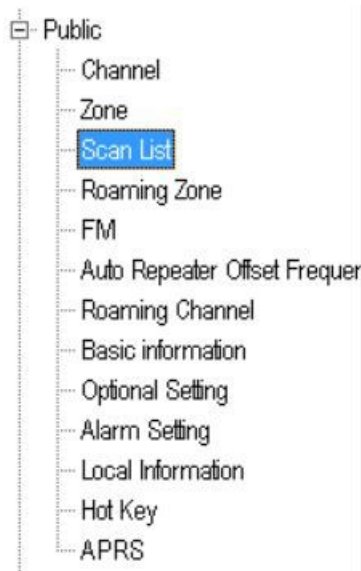 Public
Channel
Zone
Scan List
Roaming Zone
FM
Auto Repeater Offset Frequer
Roaming Channel
Basic information
Optional Setting
Alarm Setting
Local Information
Hot Key
APRS